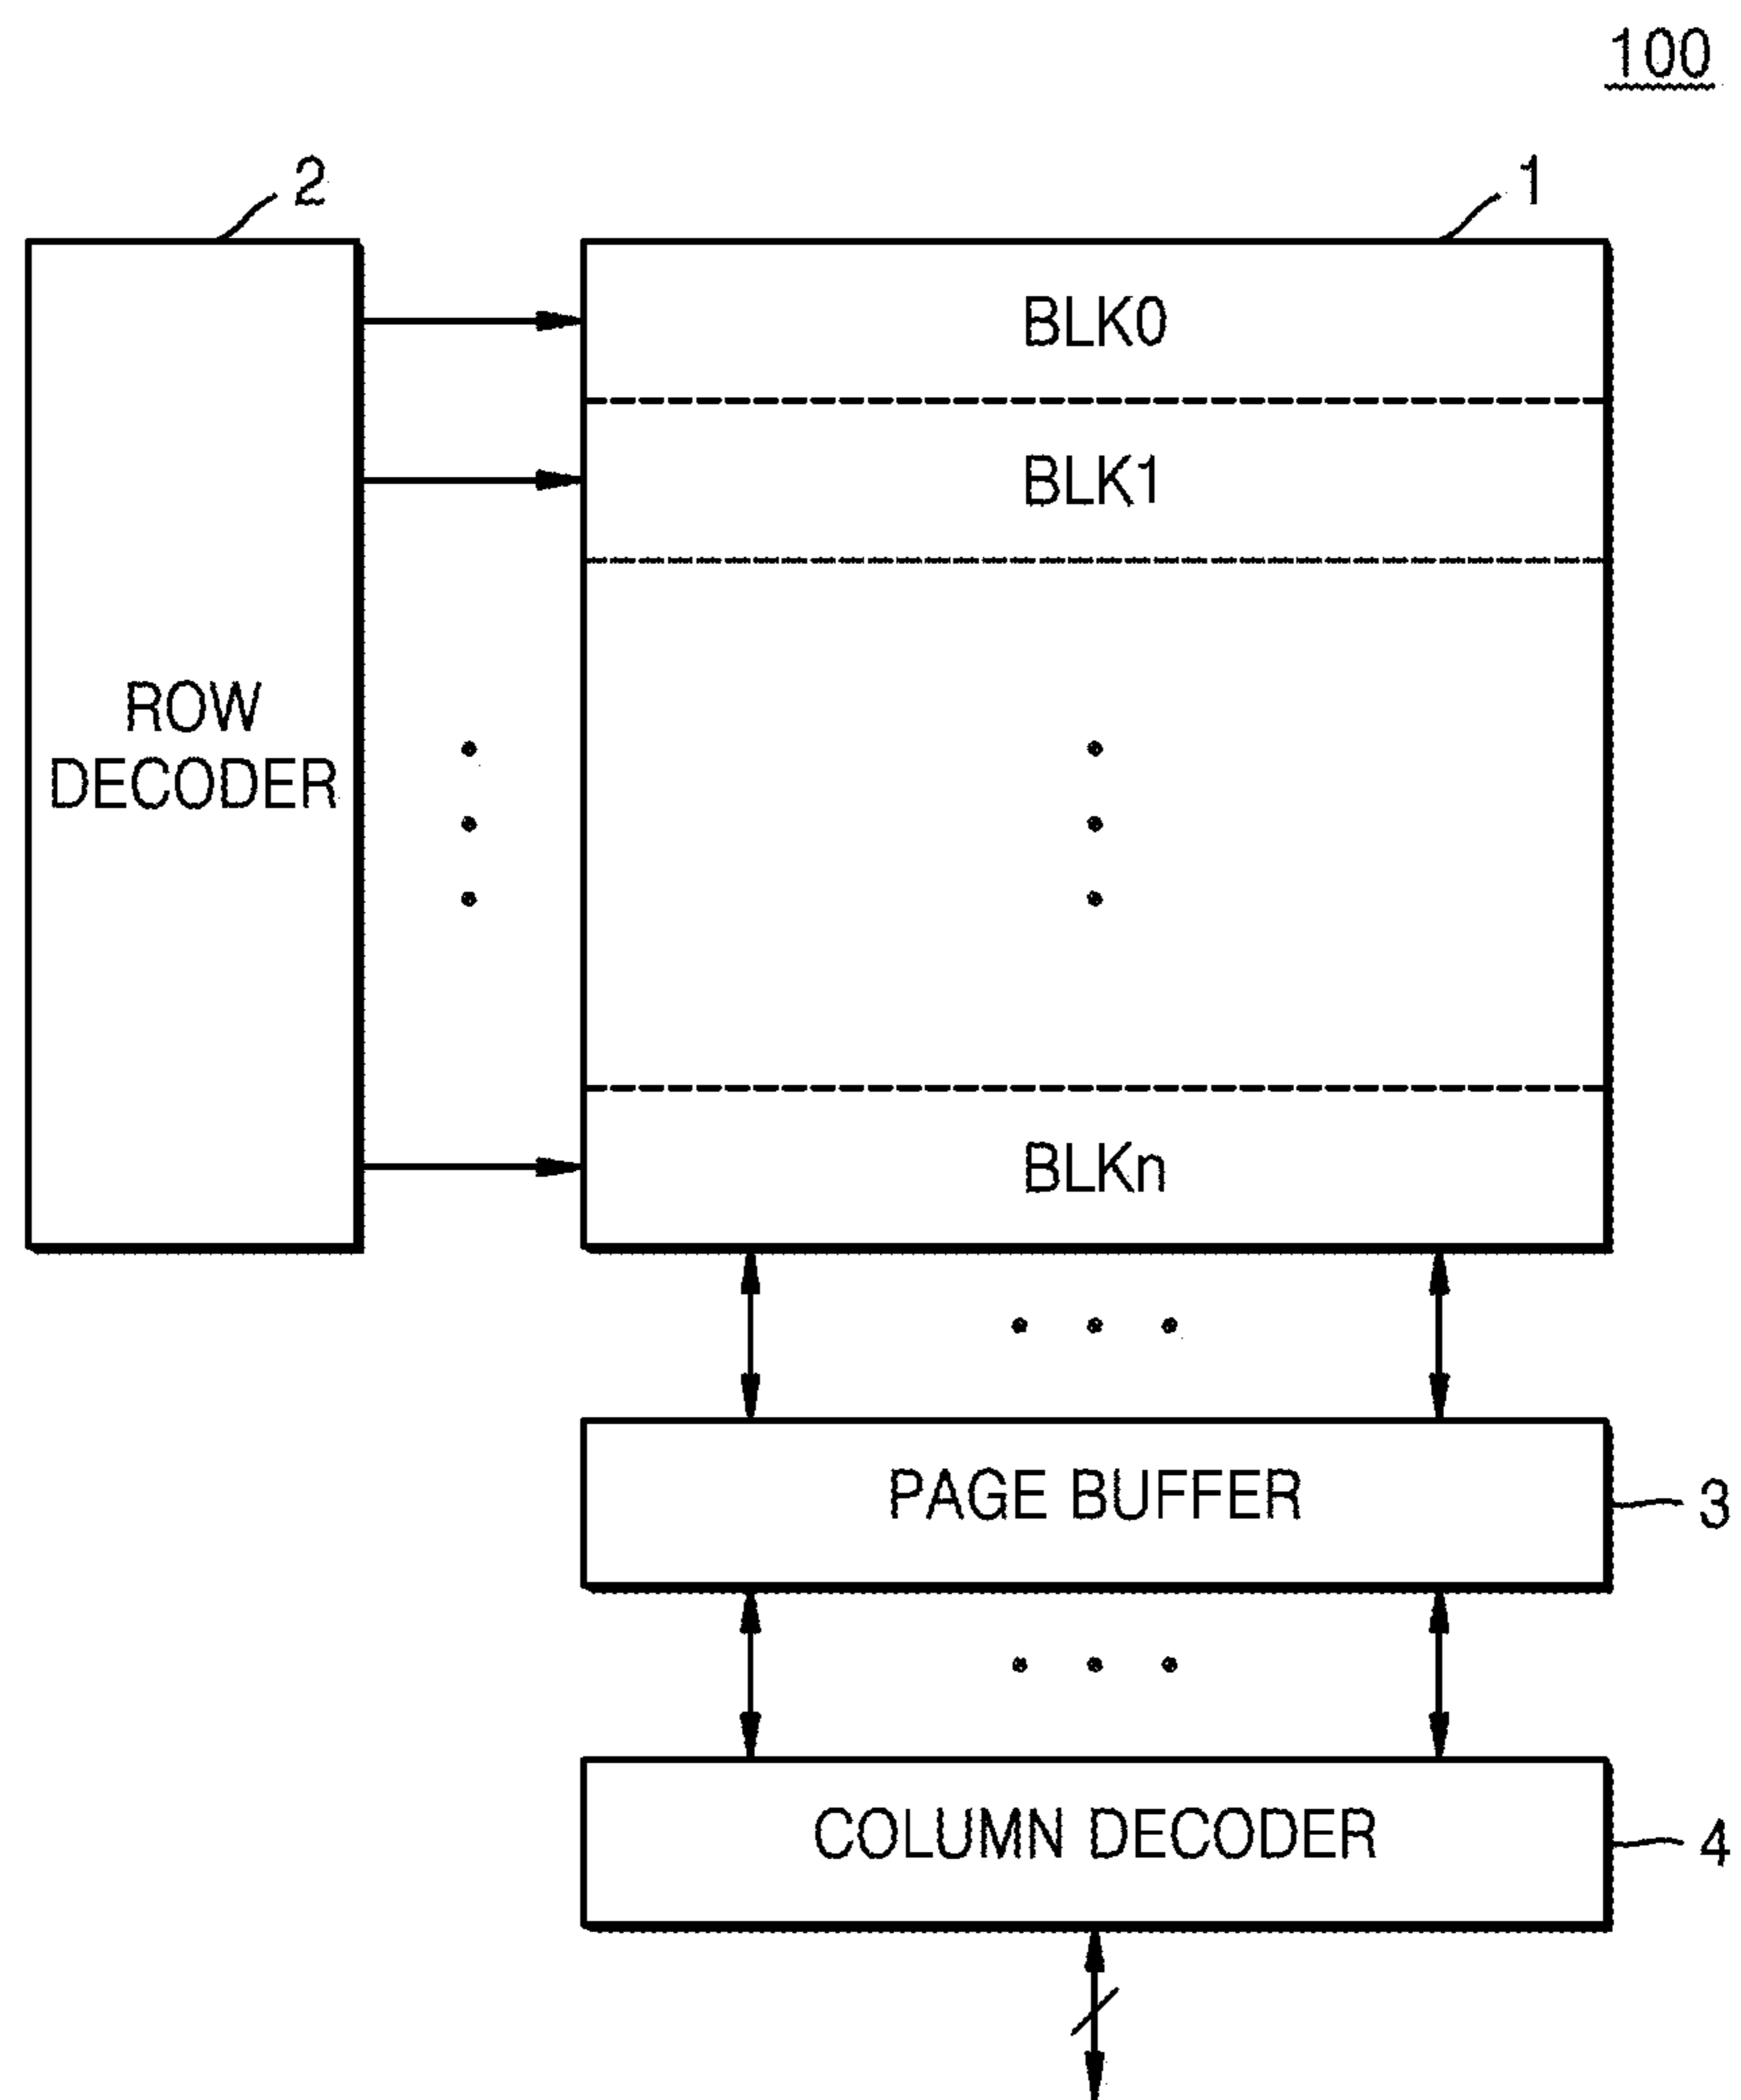 100
2
1
BLK0
BLK1
ROW
DECODER
BLKn
PAGE BUFFER
3
COLUMN DECODER
4